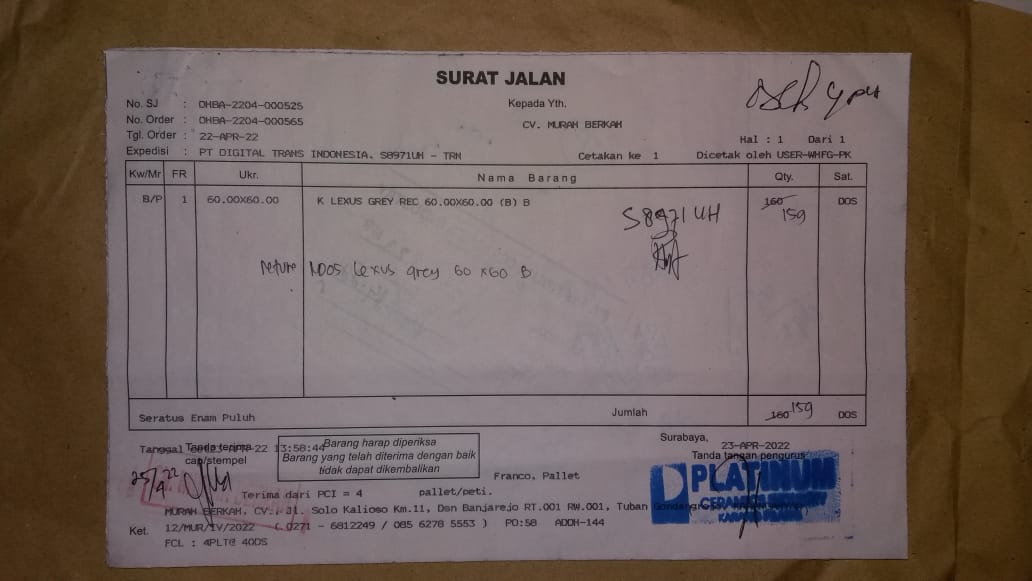 SURAT JALAN
No. SJ : OHBA-2204-000525
Kepada Yth.
No. Order : OHBA-2204-000565
CV. MURAH BERKAH
Tgl. Order : 22-APR-22
Hal : 1 Dari 1
Expedisi : PT DIGITAL TRANS INDONESIA. S8971UH - TRN Cetakan ke 1 Dicetak oleh USER-WHFG-PK
Kw/Mr FR Ukr. Nama Barang Qty. Sat.
B/P 1 60.00X60.00 K LEXUS GREY REC 60.00X60.00 (B) B 160 DOS
S8971 UH 159
reture 1 DOS Lexus grey 60 x 60 B
Seratus Enam Puluh Jumlah 160 159 DOS
Surabaya, 23-APR-2022
Tanggal 13:58:44
Tanda terima
cap/stempel
Tanda tangan pengurus
Barang harap diperiksa
Barang yang telah diterima dengan baik
tidak dapat dikembalikan
25/4 22
PLATINUM
Franco, Pallet
Terima dari PCI = 4 pallet/peti.
MURAH BERKAH, CV., Jl. Solo Kalioso Km.11, Dsn Banjarejo RT.001 RW.001, Tuban
Ket. 12/MUR/IV/2022 ( 0271 - 6812249 / 085 6278 5553 ) PO:58 ADDH-144
FCL : 4PLT@ 40DS